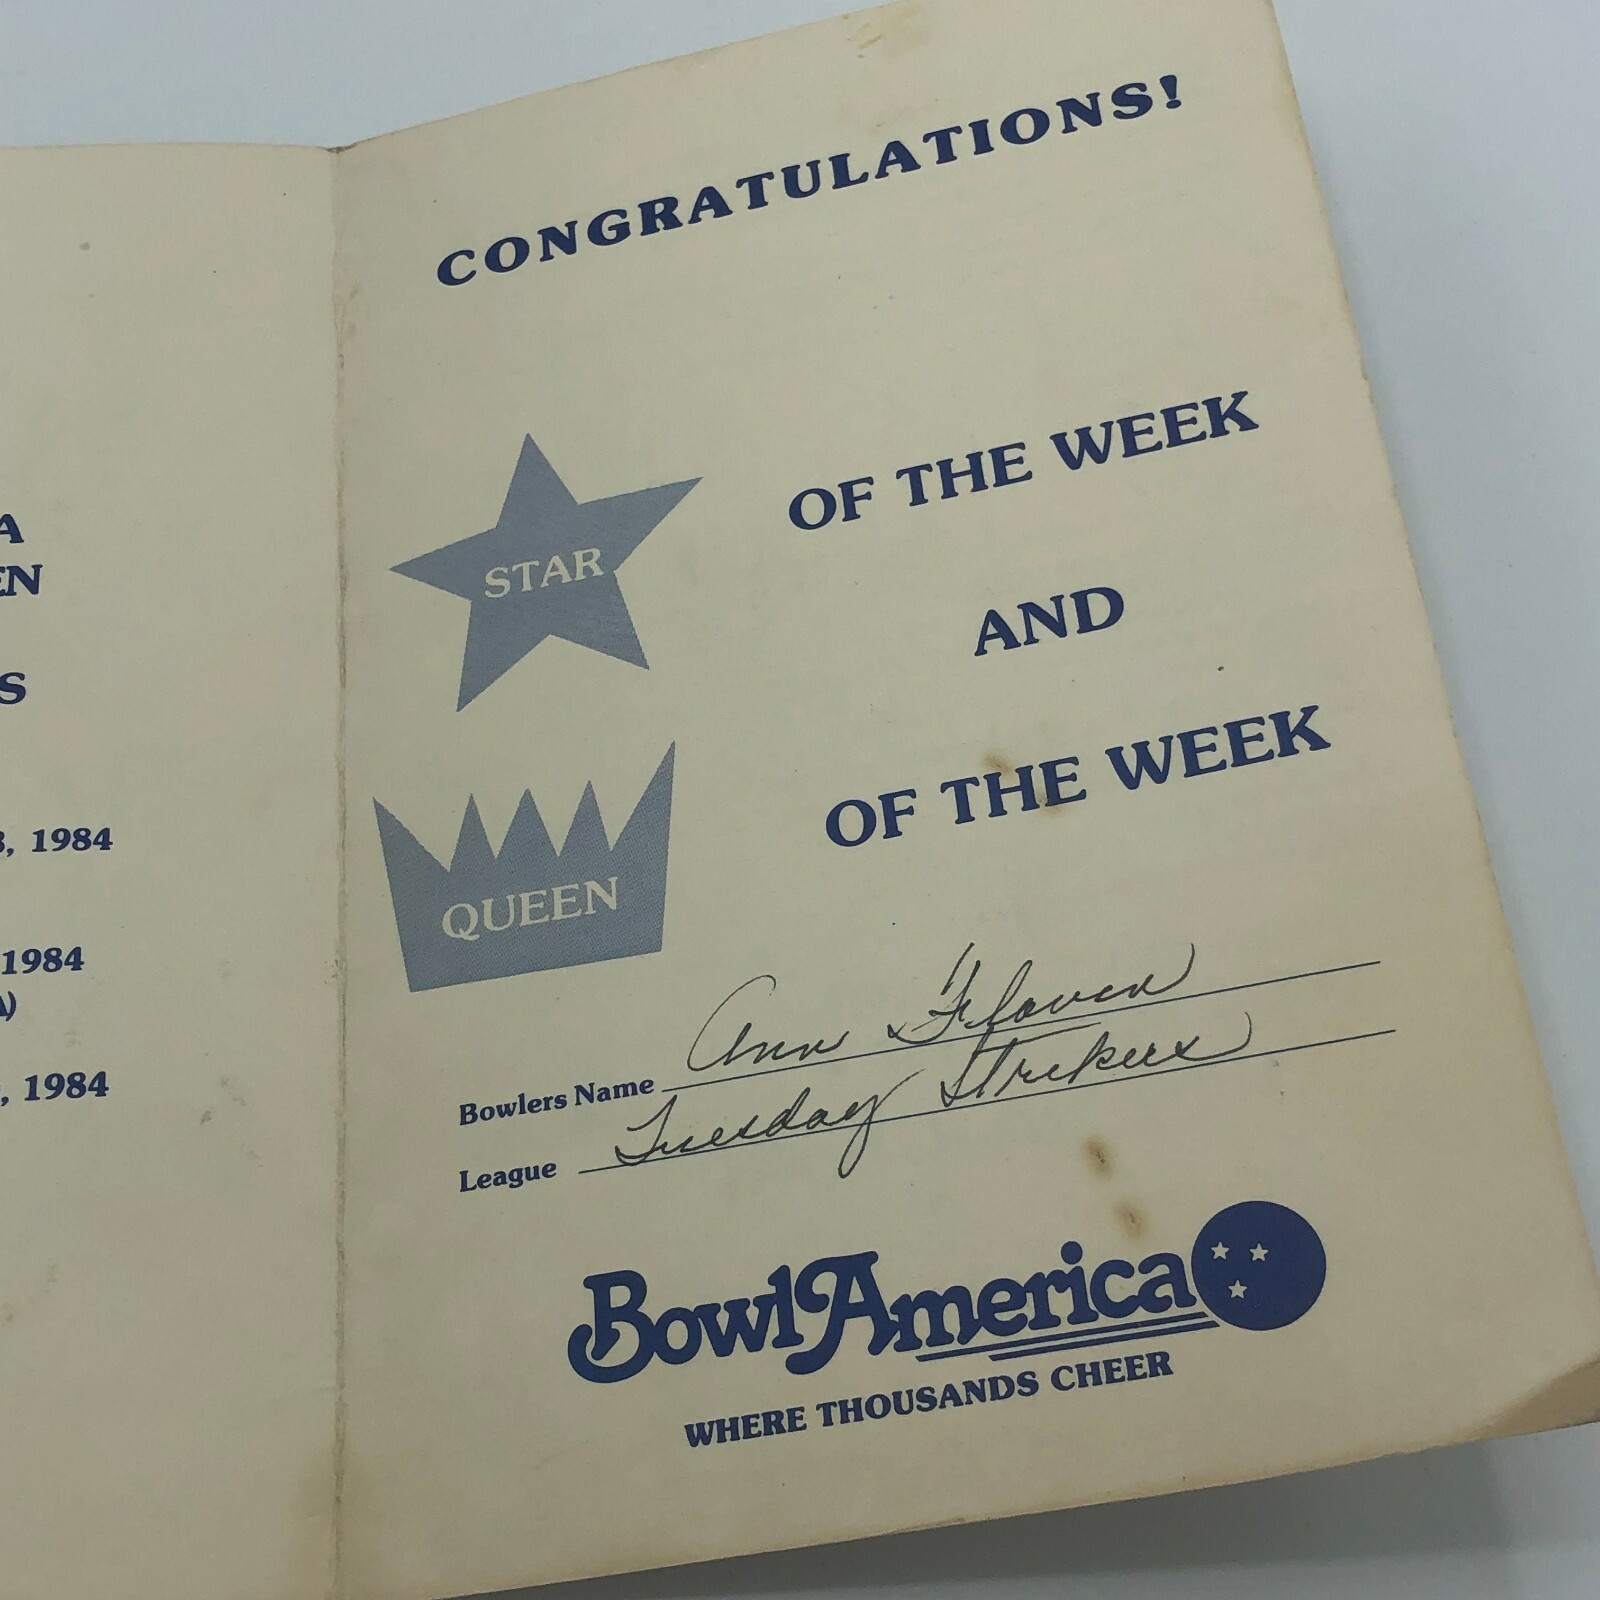 A
EN
S
3, 1984
1984
A)
, 1984
CONGRATULATIONS!
STAR OF THE WEEK
AND
QUEEN OF THE WEEK
Bowlers Name Ann
League Tuesday Strikers
BowlAmerica
WHERE THOUSANDS CHEER